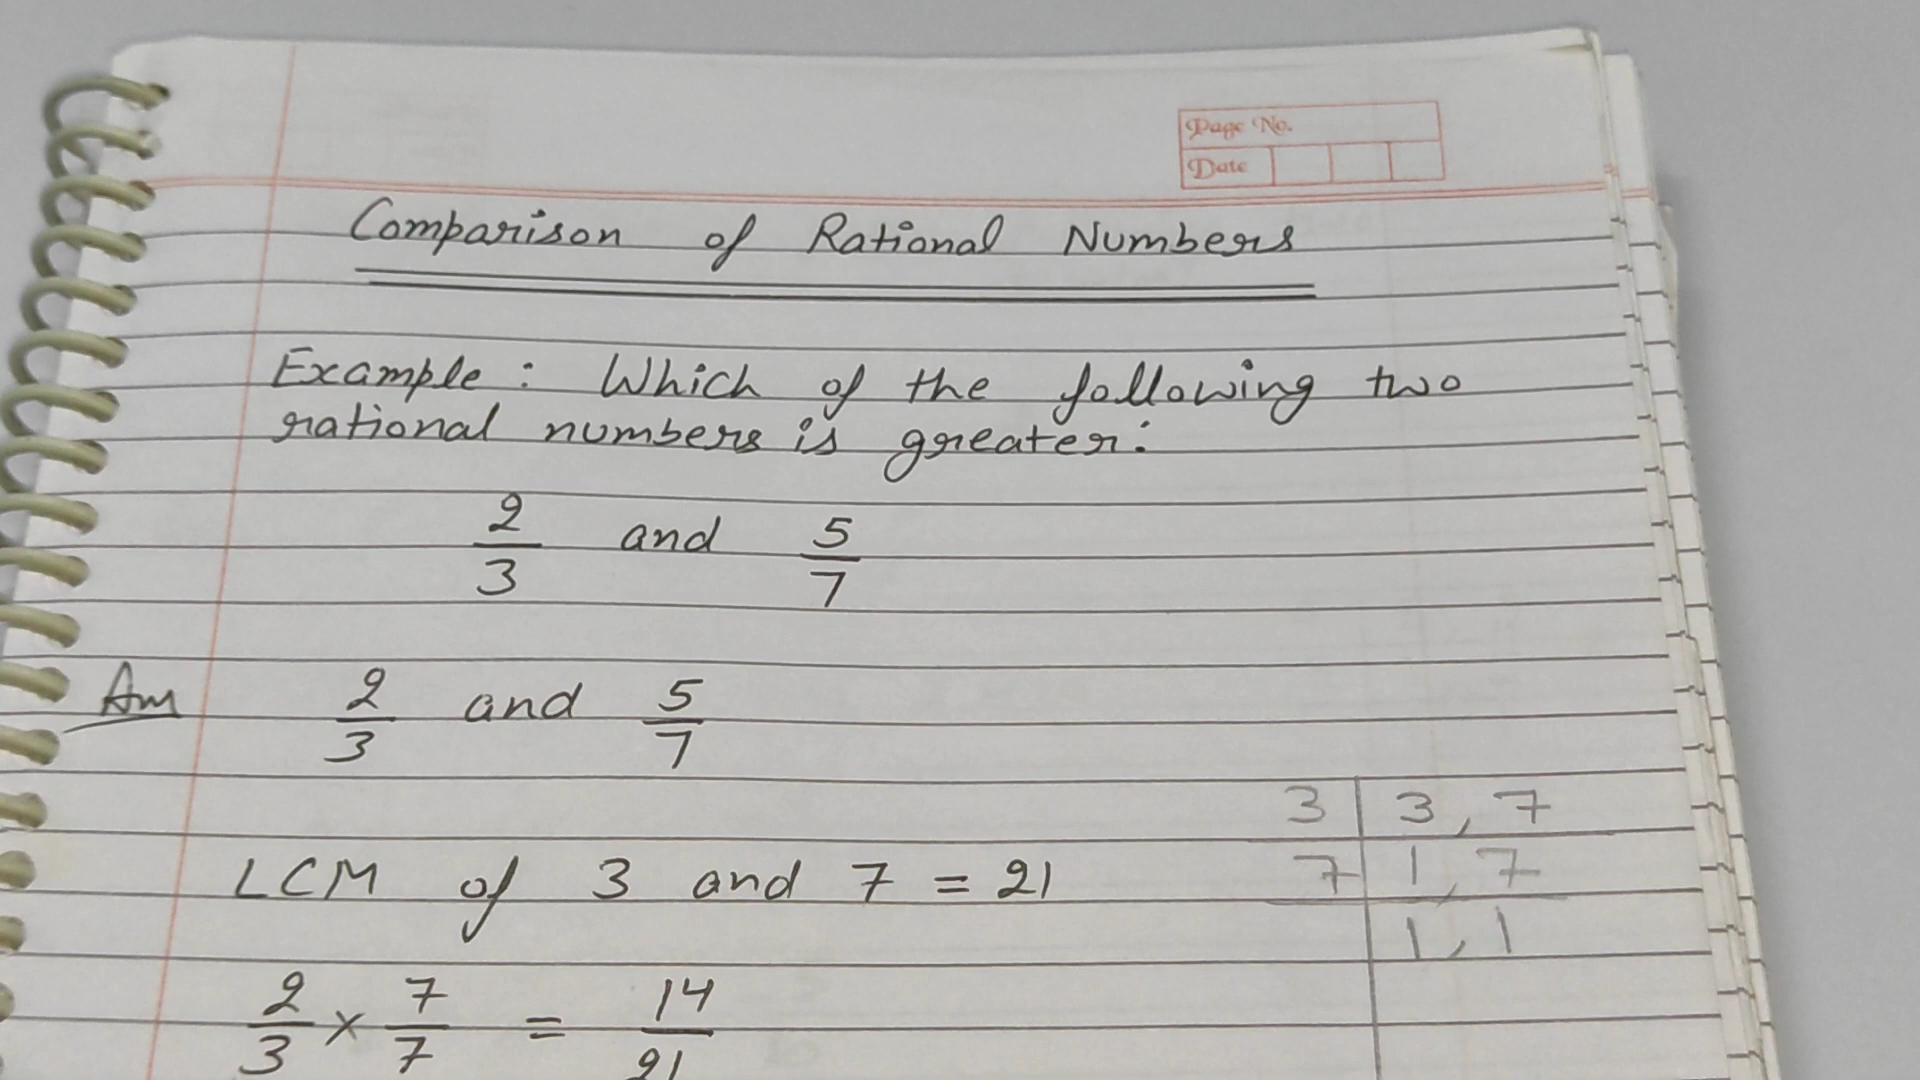 Page No.
Date
Comparison of Rational Numbers
Example : Which of the following two
rational numbers is greater:
2/3 and 5/7
Ans 2/3 and 5/7
3 | 3, 7
LCM of 3 and 7 = 21 7 | 1, 7
1, 1
2/3 × 7/7 = 14/21